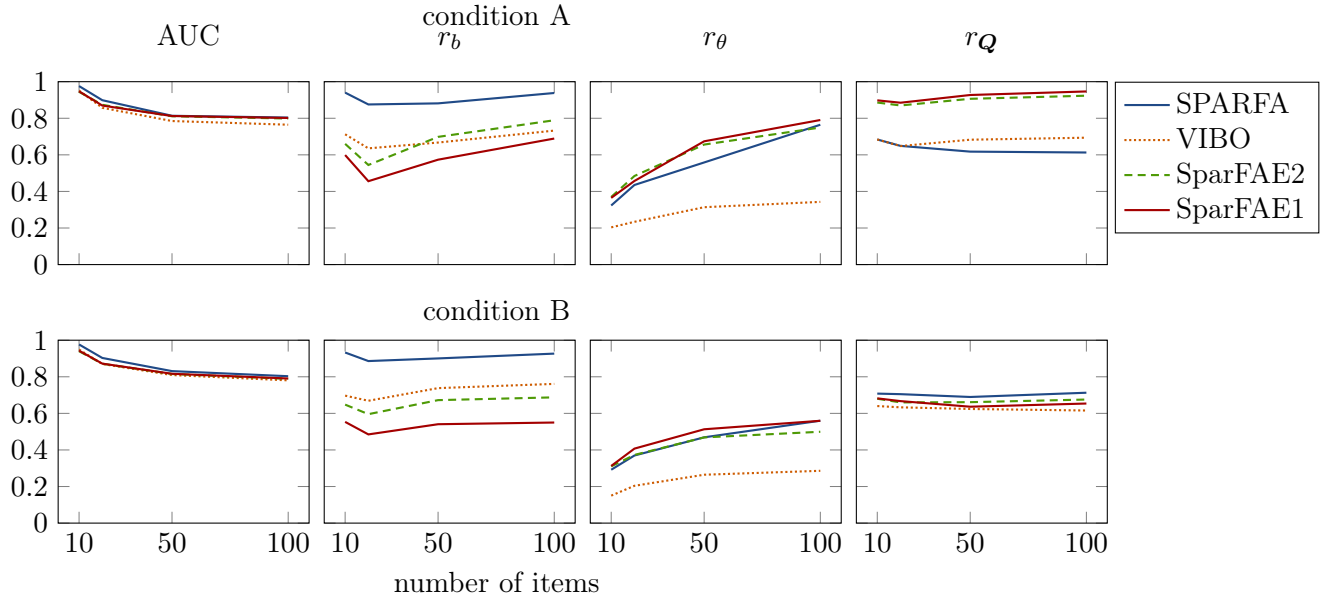 condition A
AUC
r_b
r_θ
r_Q
1
0.8
0.6
0.4
0.2
0
SPARFA
VIBO
SparFAE2
SparFAE1
condition B
1
0.8
0.6
0.4
0.2
0
10 50 100
10 50 100
10 50 100
10 50 100
number of items